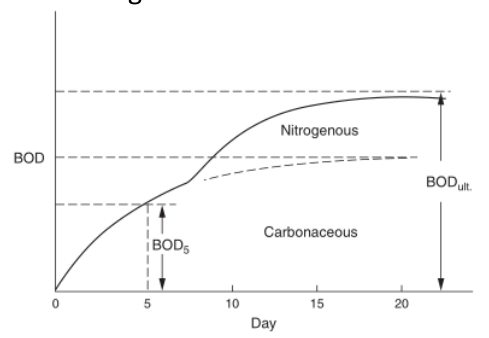 Nitrogenous
BOD
BODult.
Carbonaceous
BOD5
0 5 10 15 20
Day